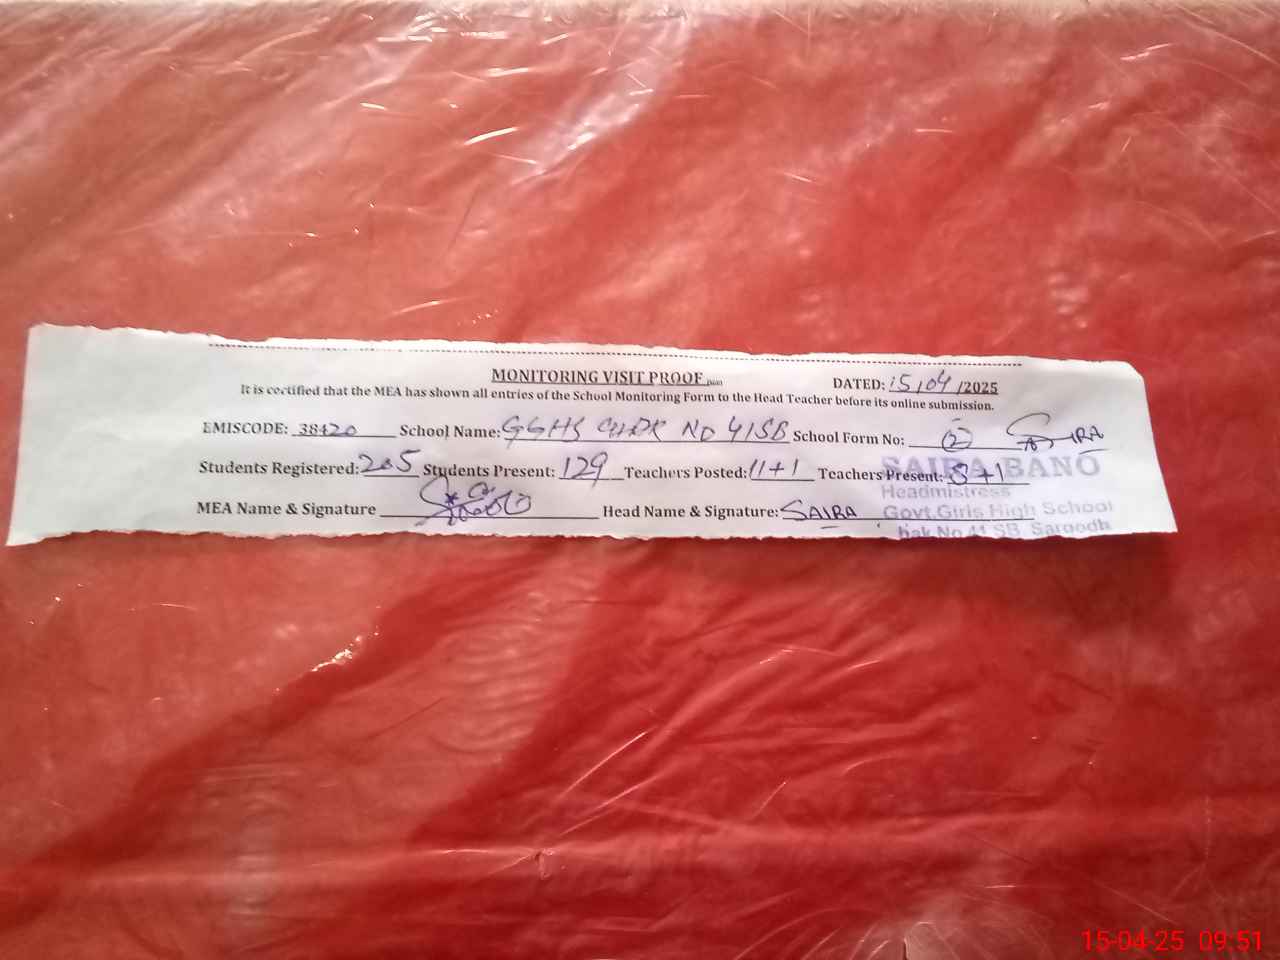 MONITORING VISIT PROOF
DATED: 15/04/2025
It is certified that the MEA has shown all entries of the School Monitoring Form to the Head Teacher before its online submission.
EMISCODE: 38420 School Name: GGHS CHAK NO 41SB School Form No: (2) SAIRA
Students Registered: 205 Students Present: 129 Teachers Posted: 11+1 Teachers Present: 8+1
SAIRA BANO
Headmistress
MEA Name & Signature Head Name & Signature: SAIRA
Govt.Girls High School
hak No 41 SB, Sargodh
15-04-25 09:51